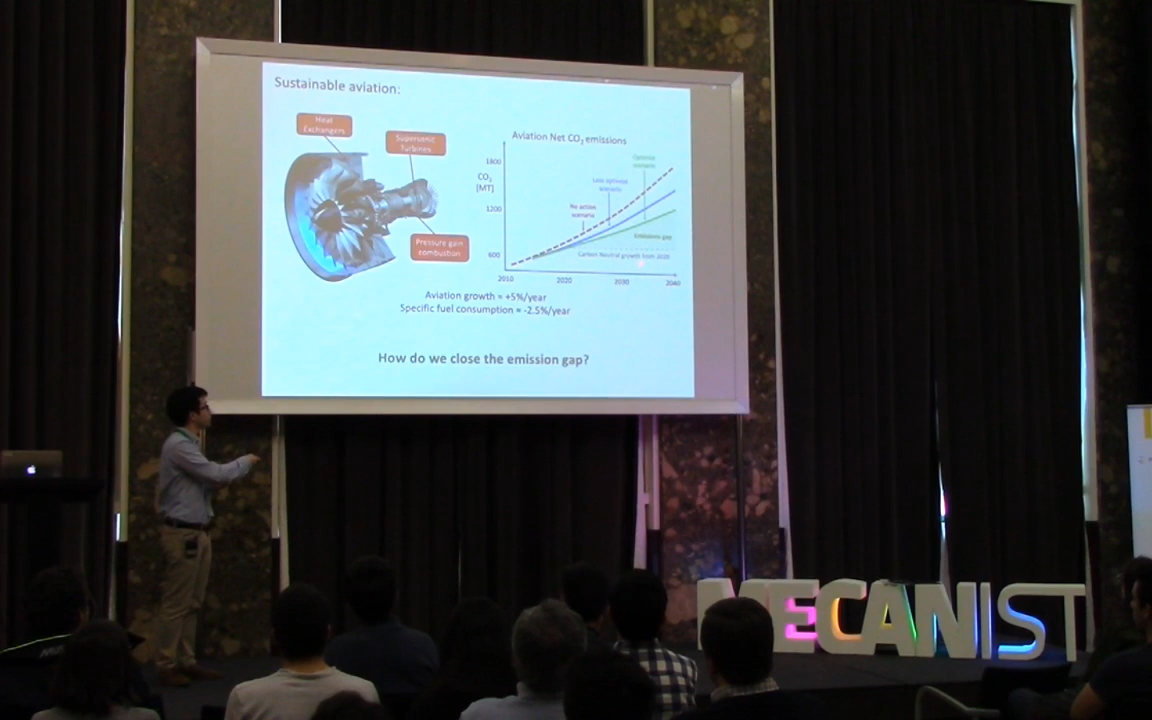 Sustainable aviation:
Heat
Exchangers
Supersonic
Turbines
Pressure gain
combustion
Aviation Net CO₂ emissions
1800
CO₂
[MT]
1200
600
2010
2020
2030
2040
No action
scenario
Less optimist
scenario
Optimist
scenario
Emissions gap
Carbon Neutral growth from 2020
Aviation growth ≈ +5%/year
Specific fuel consumption ≈ -2.5%/year
How do we close the emission gap?
MECANIST